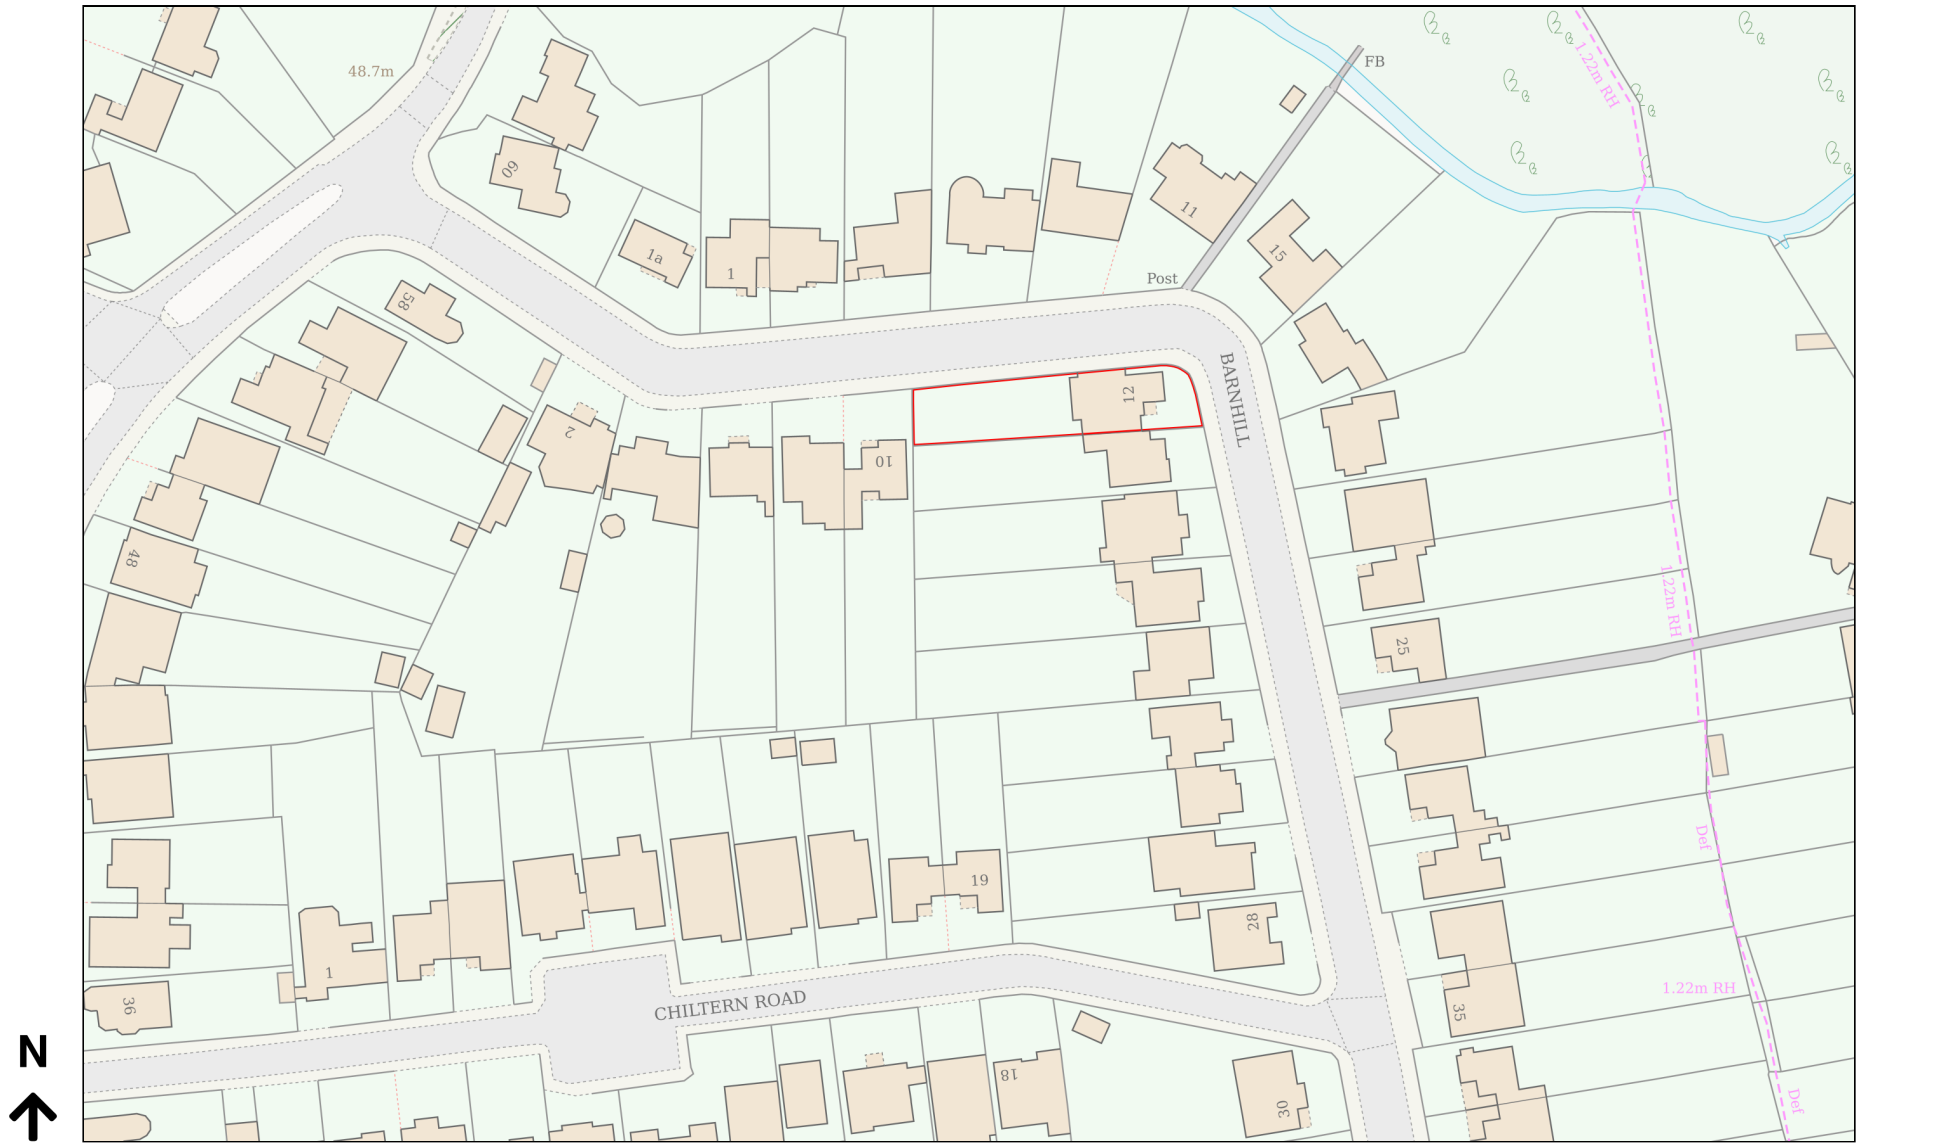 48.7m
FB
1.22m RH
60
11
1a
15
1
Post
58
BARNHILL
12
2
10
48
1.22m RH
25
Def
19
28
1
1.22m RH
36
CHILTERN ROAD
35
18
30
Def
N